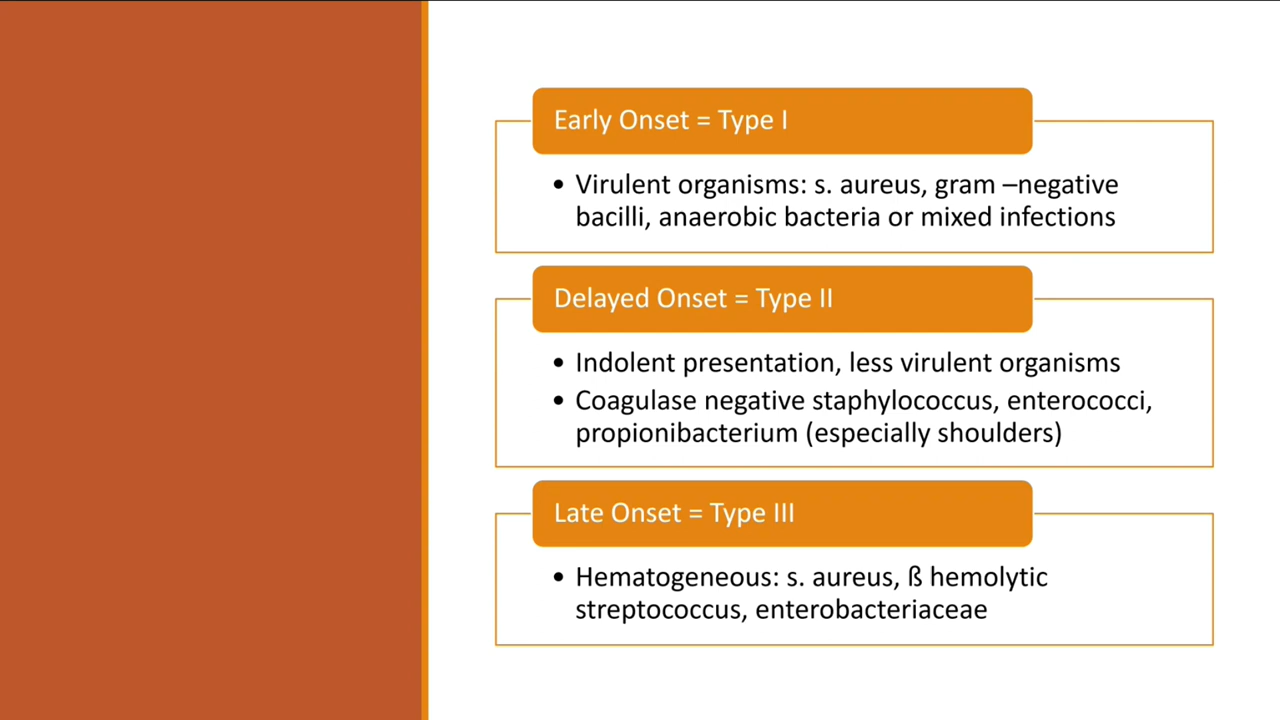 Early Onset = Type I
• Virulent organisms: s. aureus, gram –negative
bacilli, anaerobic bacteria or mixed infections
Delayed Onset = Type II
• Indolent presentation, less virulent organisms
• Coagulase negative staphylococcus, enterococci,
propionibacterium (especially shoulders)
Late Onset = Type III
• Hematogeneous: s. aureus, ß hemolytic
streptococcus, enterobacteriaceae